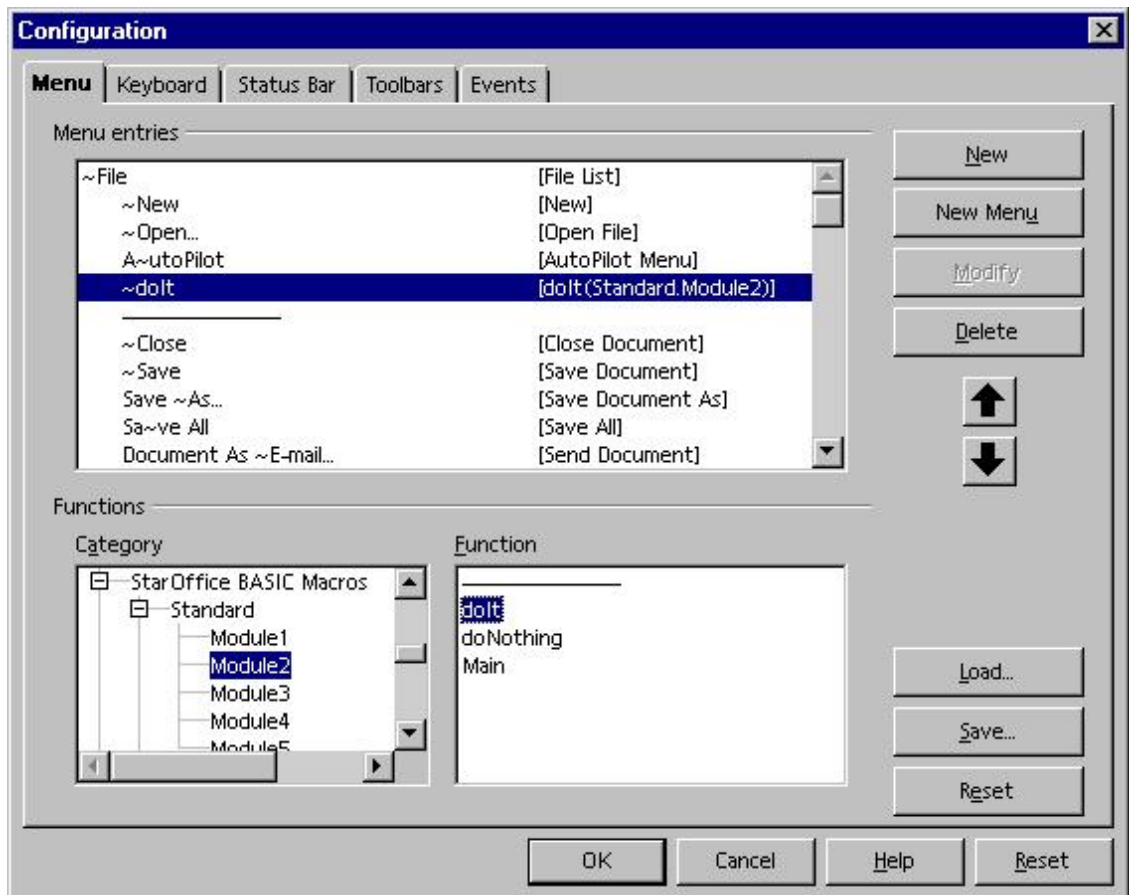 Configuration
Menu Keyboard Status Bar Toolbars Events
Menu entries
~File [File List]
~New [New]
~Open... [Open File]
A~utoPilot [AutoPilot Menu]
~doIt [doIt(Standard.Module2)]
~Close [Close Document]
~Save [Save Document]
Save ~As... [Save Document As]
Sa~ve All [Save All]
Document As ~E-mail... [Send Document]
New
New Menu
Modify
Delete
Functions
Category
StarOffice BASIC Macros
Standard
Module1
Module2
Module3
Module4
Module5
Function
doIt
doNothing
Main
Load...
Save...
Reset
OK Cancel Help Reset